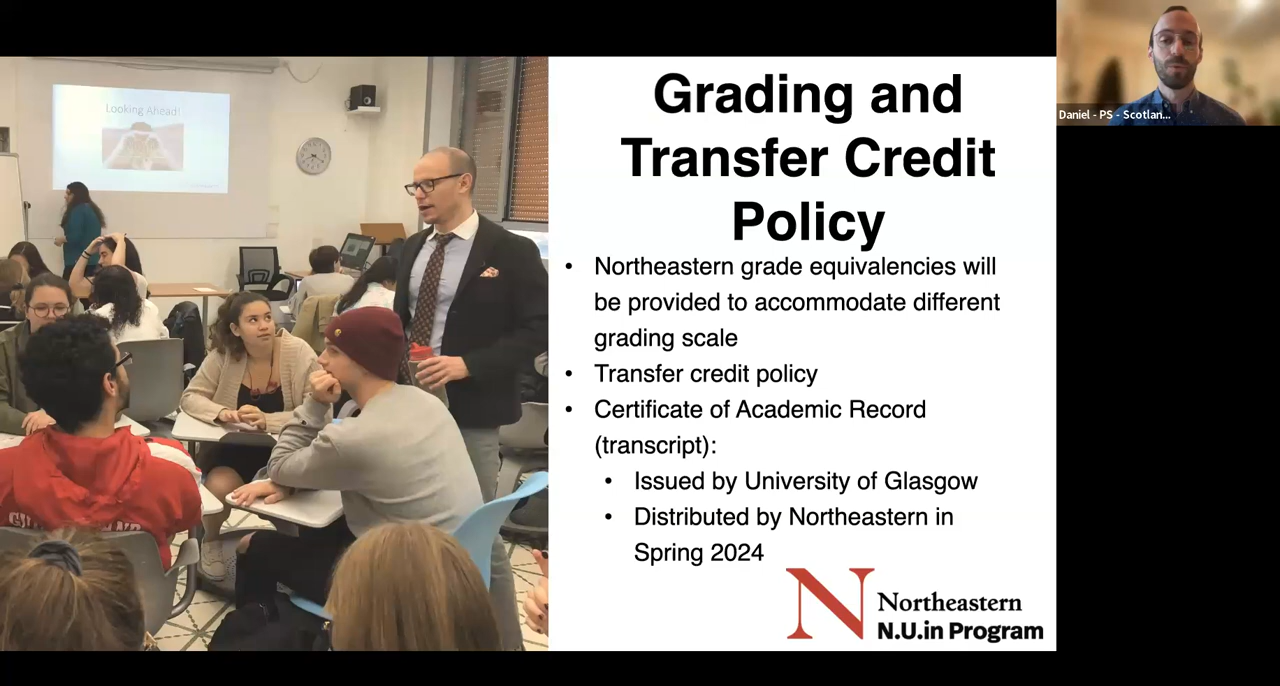 Looking Ahead!
Grading and
Transfer Credit
Policy
• Northeastern grade equivalencies will
be provided to accommodate different
grading scale
• Transfer credit policy
• Certificate of Academic Record
(transcript):
• Issued by University of Glasgow
• Distributed by Northeastern in
Spring 2024
N Northeastern
N.U.in Program
Daniel - PS - Scotlan...